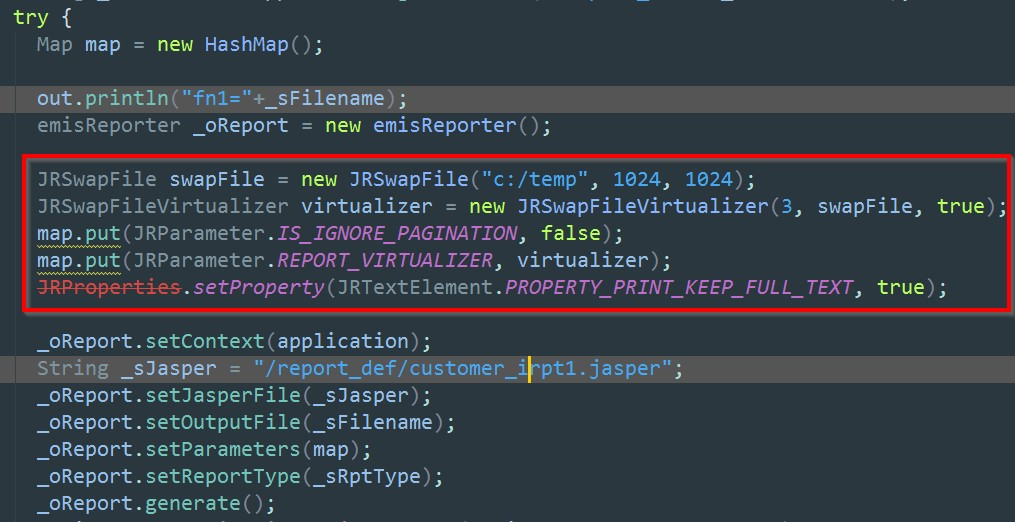 try {
Map map = new HashMap();
out.println("fn1="+_sFilename);
emisReporter _oReport = new emisReporter();
JRSwapFile swapFile = new JRSwapFile("c:/temp", 1024, 1024);
JRSwapFileVirtualizer virtualizer = new JRSwapFileVirtualizer(3, swapFile, true);
map.put(JRParameter.IS_IGNORE_PAGINATION, false);
map.put(JRParameter.REPORT_VIRTUALIZER, virtualizer);
JRProperties.setProperty(JRTextElement.PROPERTY_PRINT_KEEP_FULL_TEXT, true);
_oReport.setContext(application);
String _sJasper = "/report_def/customer_irpt1.jasper";
_oReport.setJasperFile(_sJasper);
_oReport.setOutputFile(_sFilename);
_oReport.setParameters(map);
_oReport.setReportType(_sRptType);
_oReport.generate();